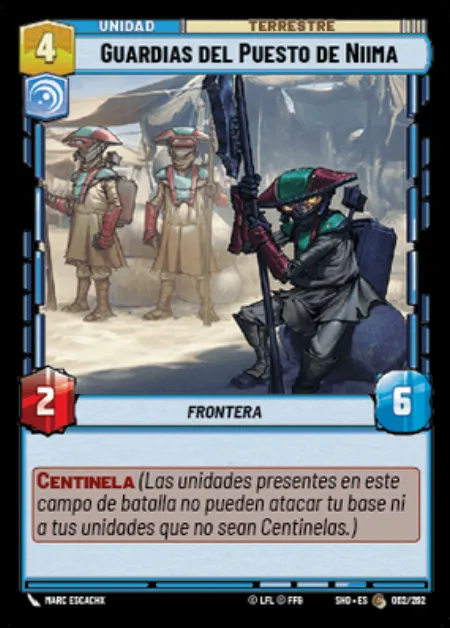 UNIDAD
TERRESTRE
4
GUARDIAS DEL PUESTO DE NIIMA
2
FRONTERA
6
CENTINELA (Las unidades presentes en este
campo de batalla no pueden atacar tu base ni
a tus unidades que no sean Centinelas.)
MARC ESCACHX
© LFL © FFG
SHD • ES
062/262